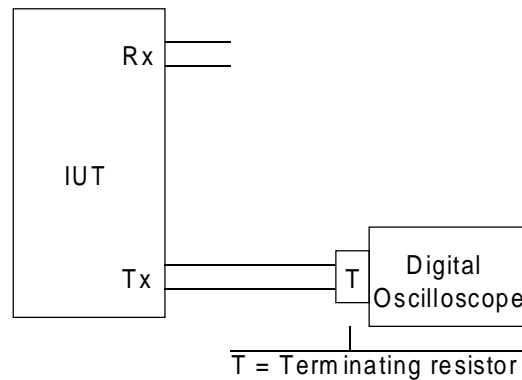 Rx
IUT
Tx
T
Digital
Oscilloscope
T = Terminating resistor